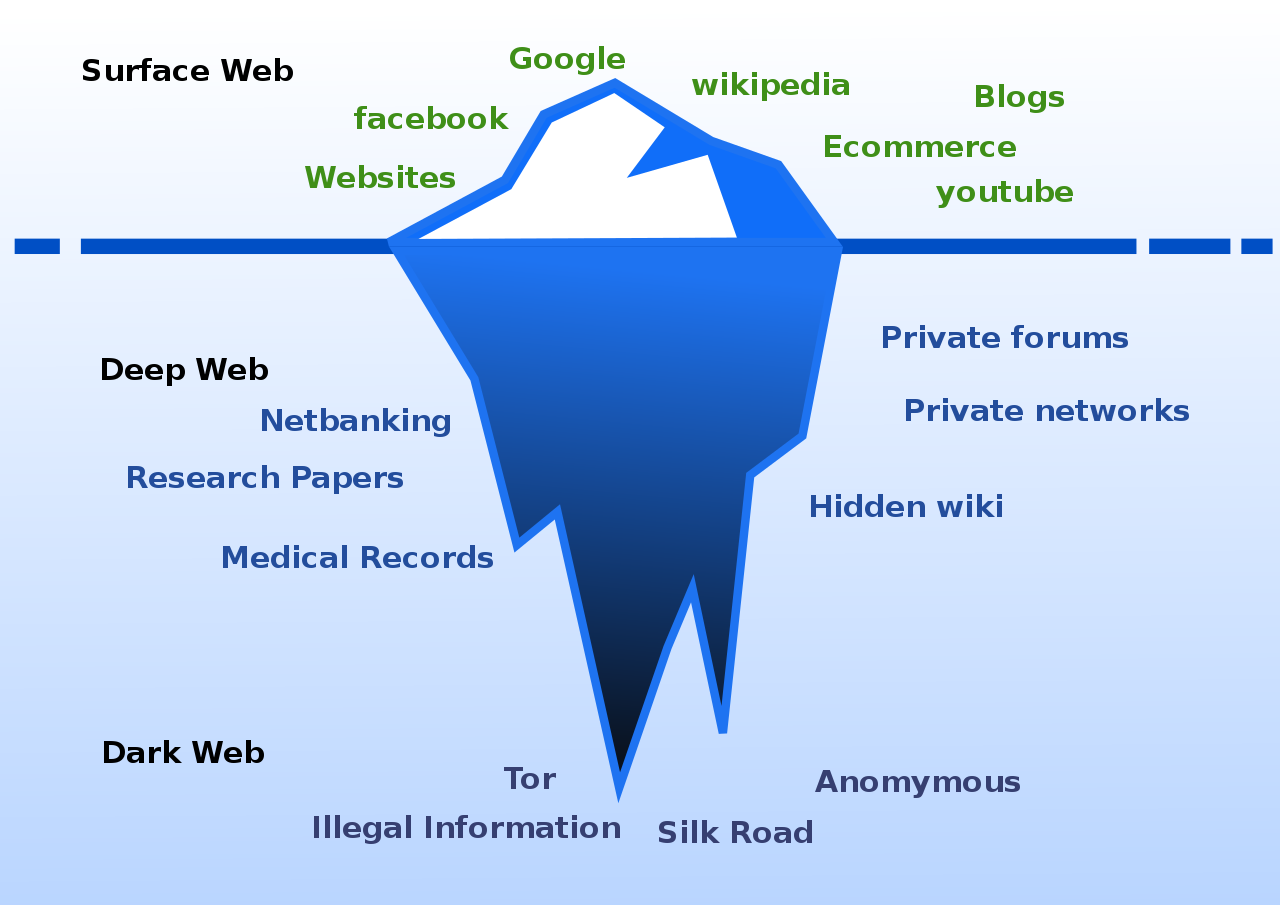 Surface Web
Google
wikipedia
Blogs
facebook
Ecommerce
Websites
youtube
Deep Web
Private forums
Netbanking
Private networks
Research Papers
Hidden wiki
Medical Records
Dark Web
Tor
Anomymous
Illegal Information
Silk Road